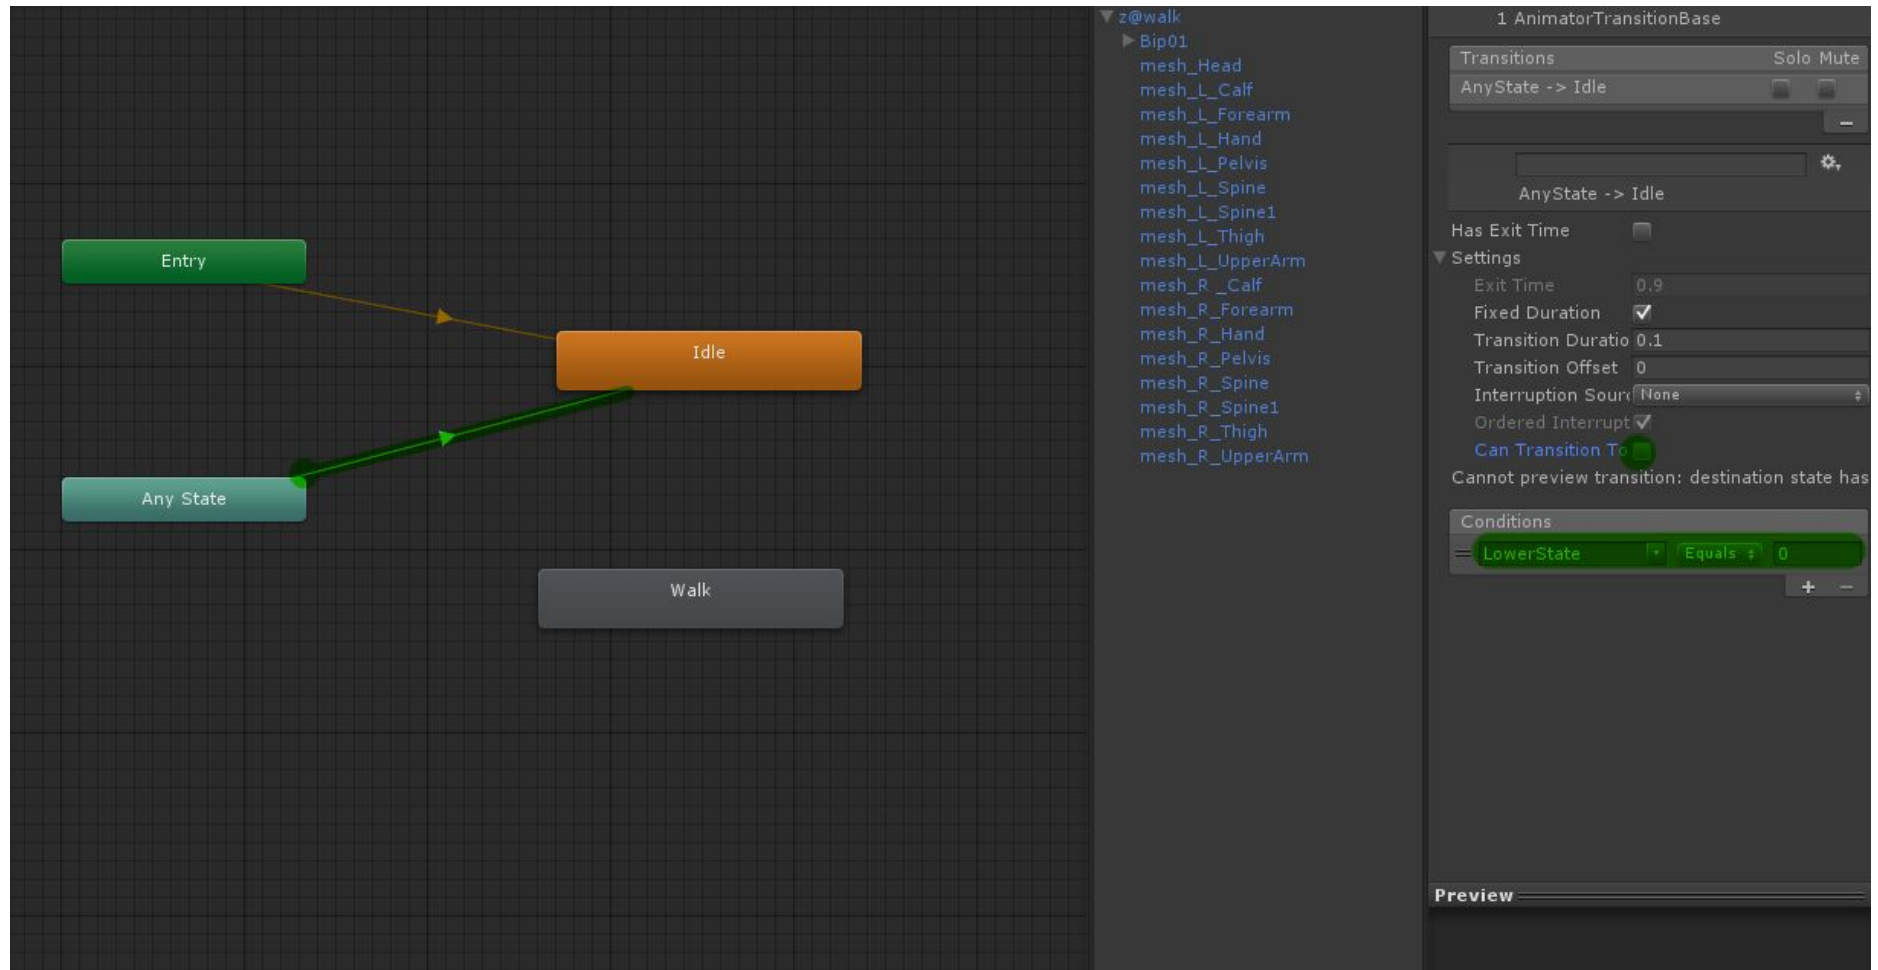 Entry
Idle
Any State
Walk
z@walk
Bip01
mesh_Head
mesh_L_Calf
mesh_L_Forearm
mesh_L_Hand
mesh_L_Pelvis
mesh_L_Spine
mesh_L_Spine1
mesh_L_Thigh
mesh_L_UpperArm
mesh_R _Calf
mesh_R_Forearm
mesh_R_Hand
mesh_R_Pelvis
mesh_R_Spine
mesh_R_Spine1
mesh_R_Thigh
mesh_R_UpperArm
1 AnimatorTransitionBase
Transitions Solo Mute
AnyState -> Idle
AnyState -> Idle
Has Exit Time
Settings
Exit Time 0.9
Fixed Duration
Transition Duratio 0.1
Transition Offset 0
Interruption Sour None
Ordered Interrupt
Can Transition To
Cannot preview transition: destination state has
Conditions
LowerState Equals 0
Preview